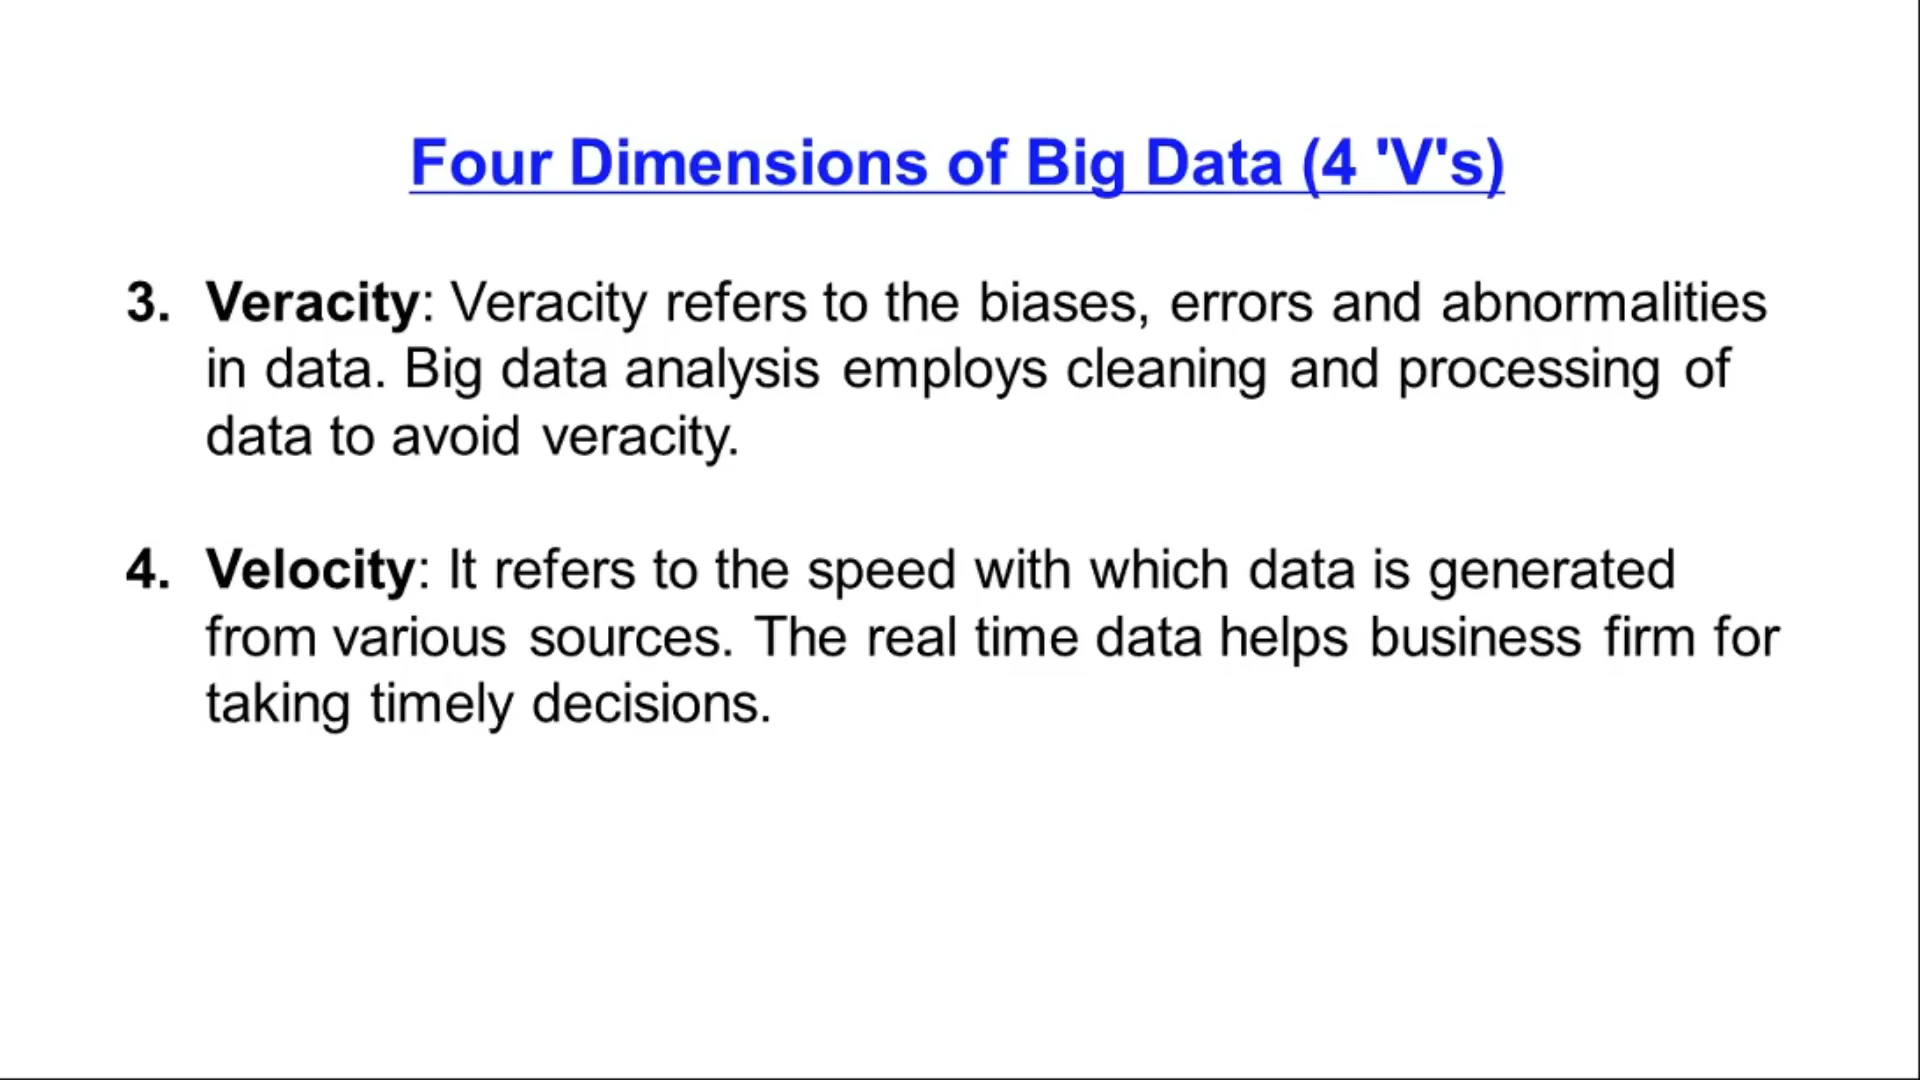 Four Dimensions of Big Data (4 'V's)
3. Veracity: Veracity refers to the biases, errors and abnormalities
in data. Big data analysis employs cleaning and processing of
data to avoid veracity.
4. Velocity: It refers to the speed with which data is generated
from various sources. The real time data helps business firm for
taking timely decisions.